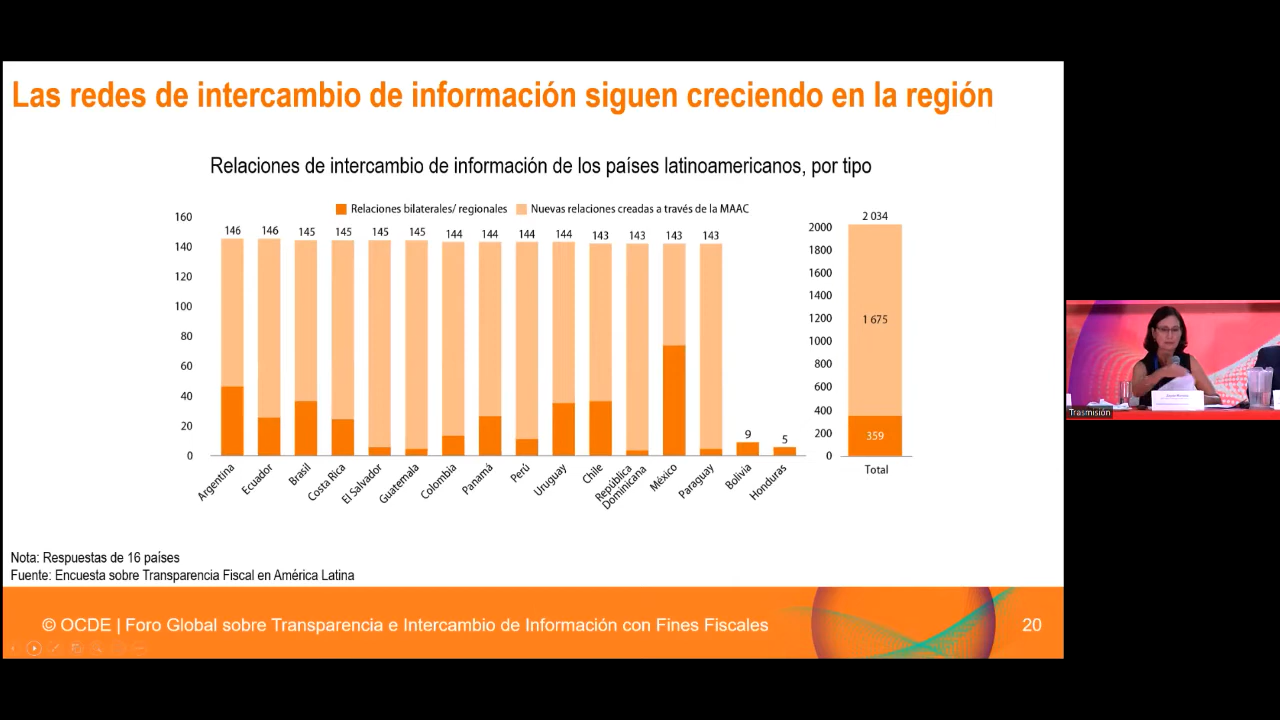 Las redes de intercambio de información siguen creciendo en la región
Relaciones de intercambio de información de los países latinoamericanos, por tipo
Relaciones bilaterales/ regionales
Nuevas relaciones creadas a través de la MAAC
160
140
120
100
80
60
40
20
0
146
146
145
145
145
145
144
144
144
144
143
143
143
143
9
5
Argentina
Ecuador
Brasil
Costa Rica
El Salvador
Guatemala
Colombia
Panamá
Perú
Uruguay
Chile
República
Dominicana
México
Paraguay
Bolivia
Honduras
2000
1800
1600
1400
1200
1000
800
600
400
200
0
2 034
1 675
359
Total
Nota: Respuestas de 16 países
Fuente: Encuesta sobre Transparencia Fiscal en América Latina
© OCDE | Foro Global sobre Transparencia e Intercambio de Información con Fines Fiscales
20
Trasmisión